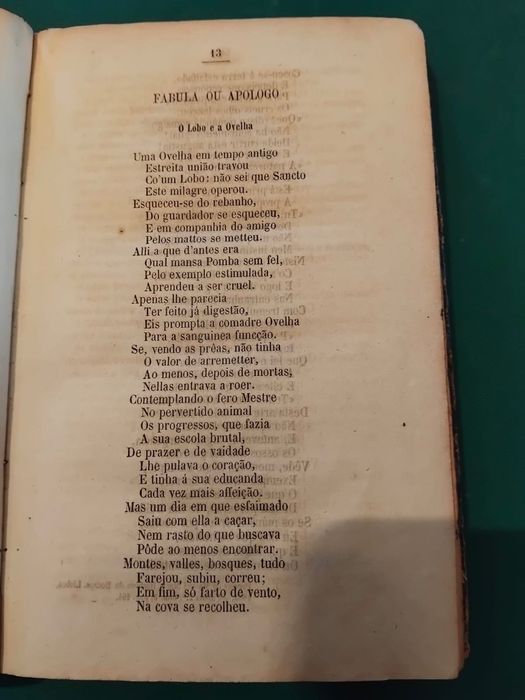 13
FABULA OU APOLOGO
O Lobo e a Ovelha
Uma Ovelha em tempo antigo
Estreita união travou
Co'um Lobo: não sei que Sancto
Este milagre operou.
Esqueceu-se do rebanho,
Do guardador se esqueceu,
E em companhia do amigo
Pelos mattos se metteu.
Alli a que d'antes era
Qual mansa Pomba sem fel,
Pelo exemplo estimulada,
Aprendeu a ser cruel.
Apenas lhe parecia
Ter feito já digestão,
Eis prompta a comadre Ovelha
Para a sanguinea funcção.
Se, vendo as prêas, não tinha
O valor de arremetter,
Ao menos, depois de mortas,
Nellas entrava a roer.
Contemplando o fero Mestre
No pervertido animal
Os progressos, que fazia
A sua escola brutal,
De prazer e de vaidade
Lhe pulava o coração,
E tinha á sua educanda
Cada vez mais affeição.
Mas um dia em que esfaimado
Saiu com ella a caçar,
Nem rasto do que buscava
Pôde ao menos encontrar.
Montes, valles, bosques, tudo
Farejou, subiu, correu;
Em fim, só farto de vento,
Na cova se recolheu.